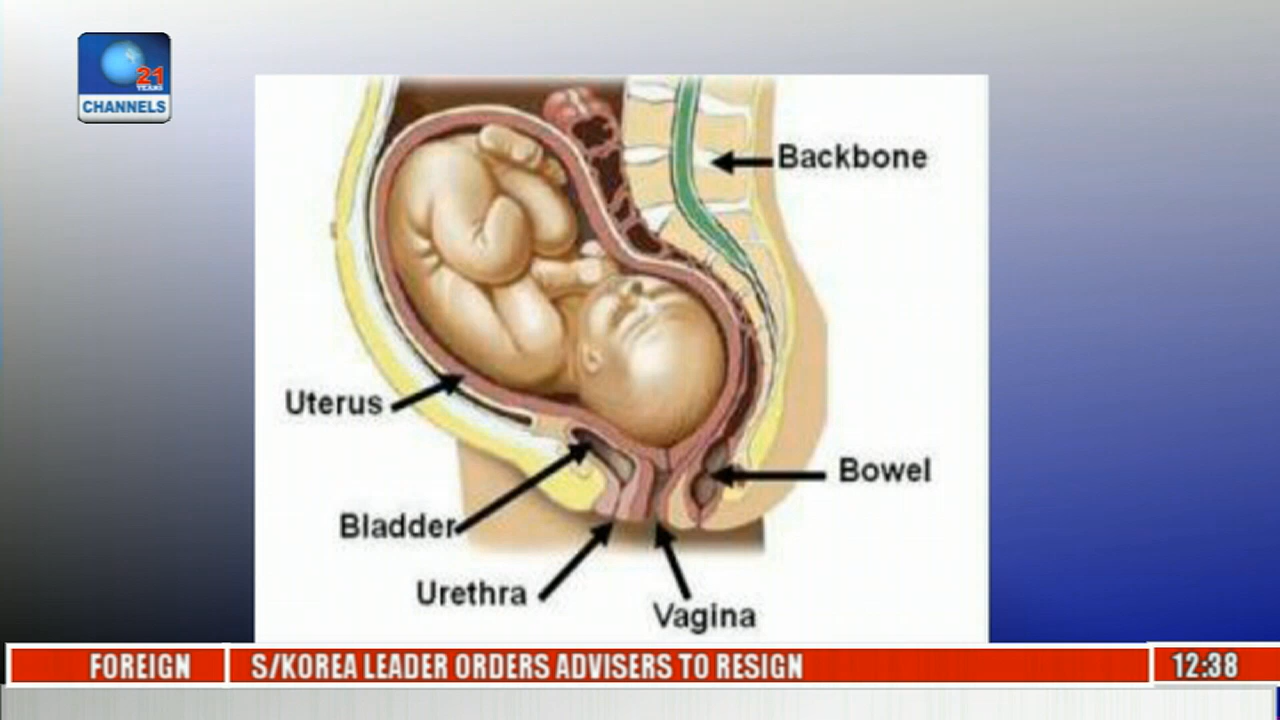 21
YEARS
CHANNELS
Backbone
Uterus
Bowel
Bladder
Urethra
Vagina
FOREIGN
S/KOREA LEADER ORDERS ADVISERS TO RESIGN
12:38